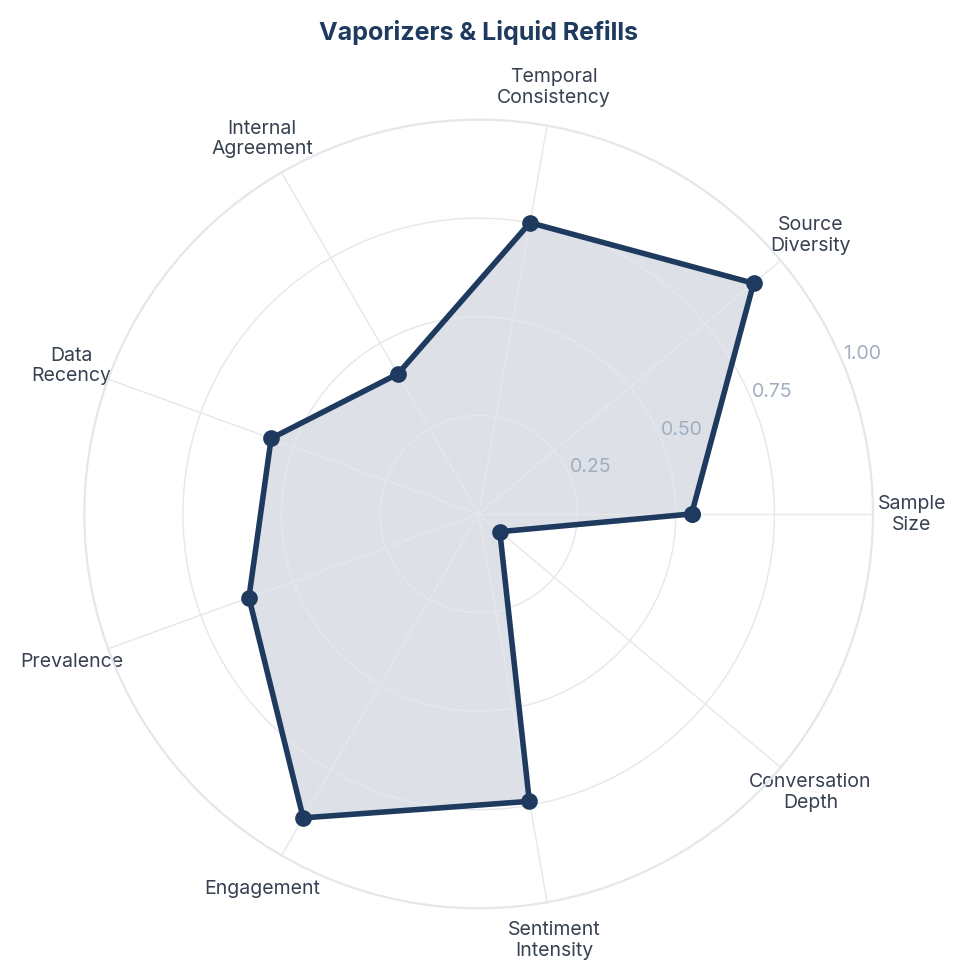 Vaporizers & Liquid Refills
Temporal
Consistency
Internal
Agreement
Source
Diversity
1.00
Data
Recency
0.75
0.50
0.25
Sample
Size
Prevalence
Conversation
Depth
Engagement
Sentiment
Intensity